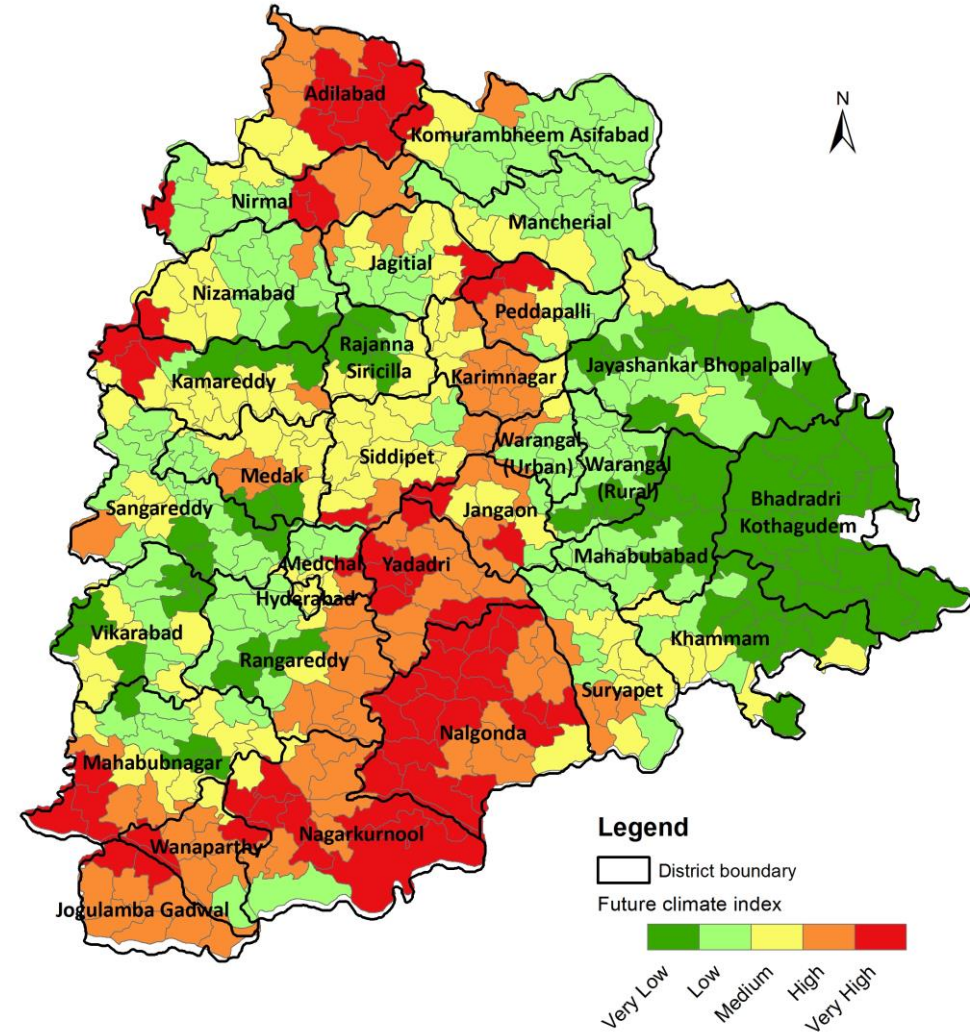 N
Adilabad
Komurambheem Asifabad
Nirmal
Mancherial
Jagitial
Nizamabad
Peddapalli
Rajanna
Siricilla
Jayashankar Bhopalpally
Kamareddy
Karimnagar
Warangal
(Urban)
Siddipet
Medak
Warangal
(Rural)
Bhadradri
Kothagudem
Sangareddy
Jangaon
Mahabubabad
Medchal
Yadadri
Hyderabad
Vikarabad
Khammam
Rangareddy
Suryapet
Nalgonda
Mahabubnagar
Nagarkurnool
Wanaparthy
Jogulamba Gadwal
Legend
District boundary
Future climate index
Very Low
Low
Medium
High
Very High